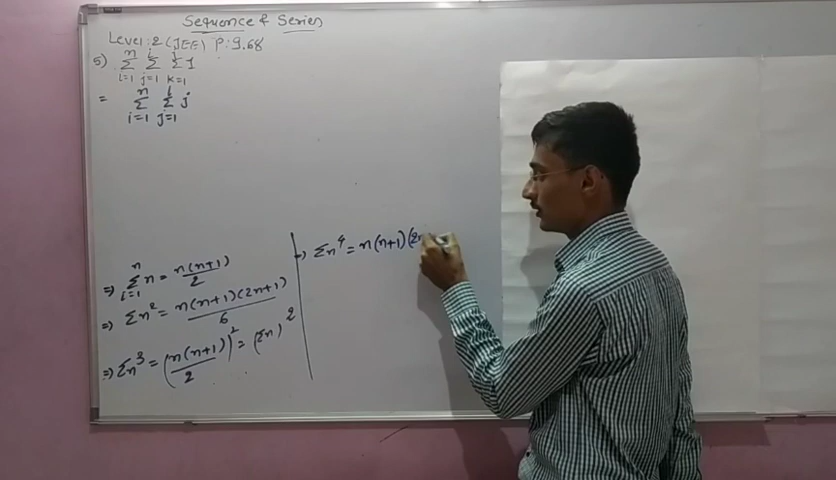 Sequence & Series
Level:2 (JEE) P:9.68
5) n∑i=1 i∑j=1 j∑k=1 1
= n∑i=1 i∑j=1 j
=) n∑i=1 n = n(n+1)/2
=) Σn² = n(n+1)(2n+1)/6
=) Σn³ = (n(n+1)/2)² = (Σn)²
=) Σn⁴ = n(n+1)(2n